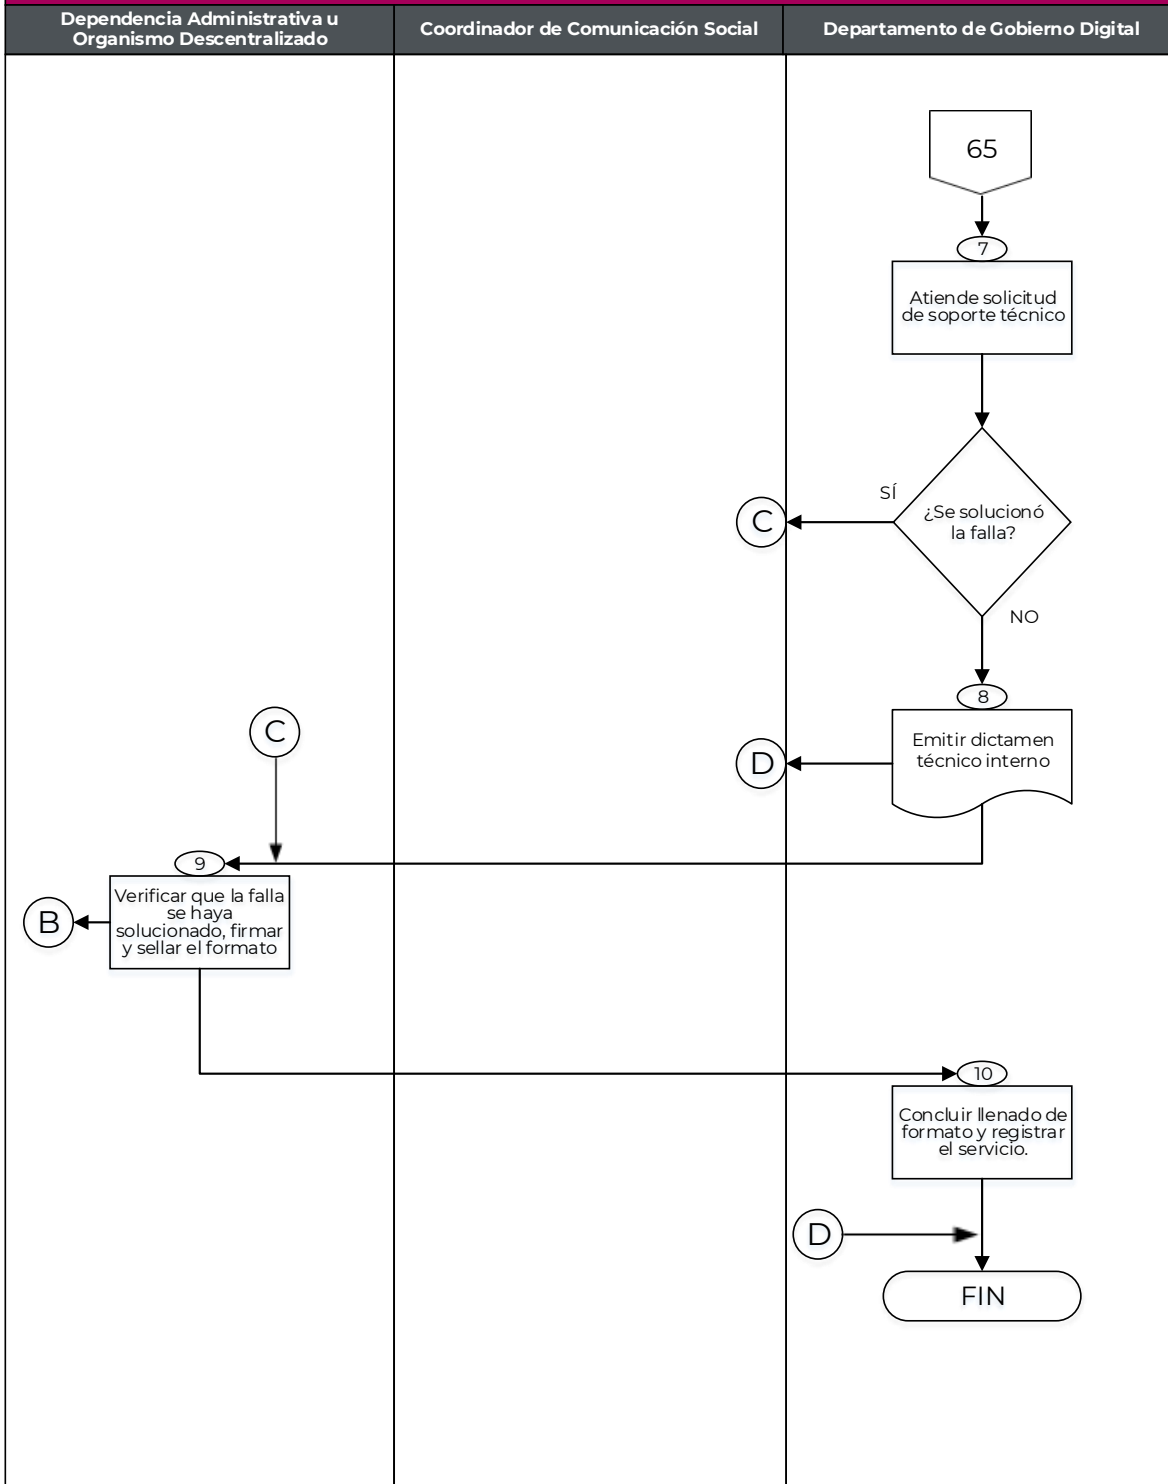 Dependencia Administrativa u
Organismo Descentralizado
Coordinador de Comunicación Social
Departamento de Gobierno Digital
65
7
Atiende solicitud
de soporte técnico
SÍ
¿Se solucionó
la falla?
C
NO
8
Emitir dictamen
técnico interno
D
C
9
Verificar que la falla
se haya
solucionado, firmar
y sellar el formato
B
10
Concluir llenado de
formato y registrar
el servicio.
D
FIN